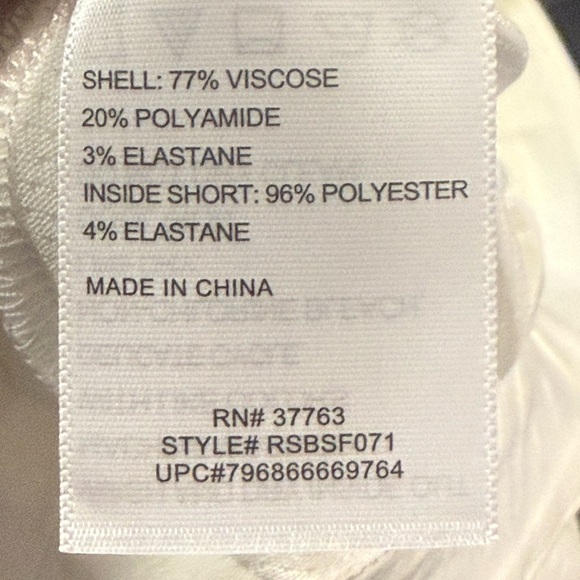 SHELL: 77% VISCOSE
20% POLYAMIDE
3% ELASTANE
INSIDE SHORT: 96% POLYESTER
4% ELASTANE
MADE IN CHINA
RN# 37763
STYLE# RSBSF071
UPC#796866669764